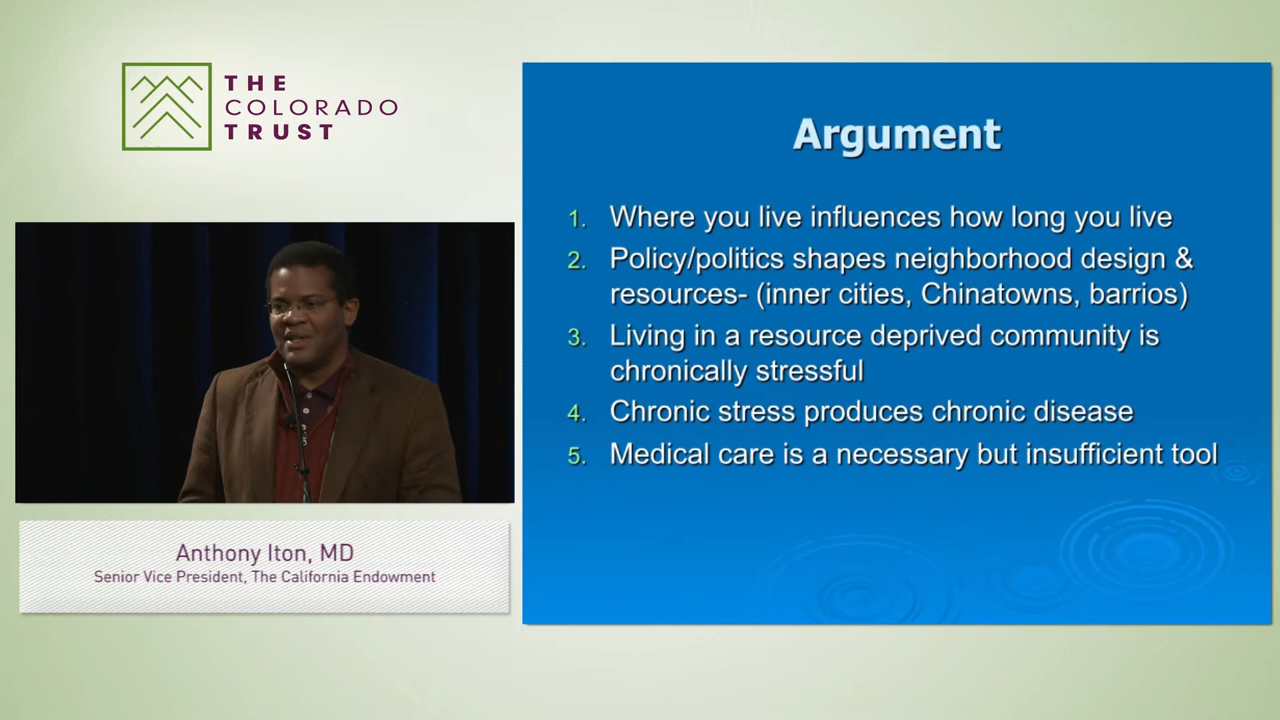 THE
COLORADO
TRUST
Anthony Iton, MD
Senior Vice President, The California Endowment
Argument
1. Where you live influences how long you live
2. Policy/politics shapes neighborhood design &
resources- (inner cities, Chinatowns, barrios)
3. Living in a resource deprived community is
chronically stressful
4. Chronic stress produces chronic disease
5. Medical care is a necessary but insufficient tool